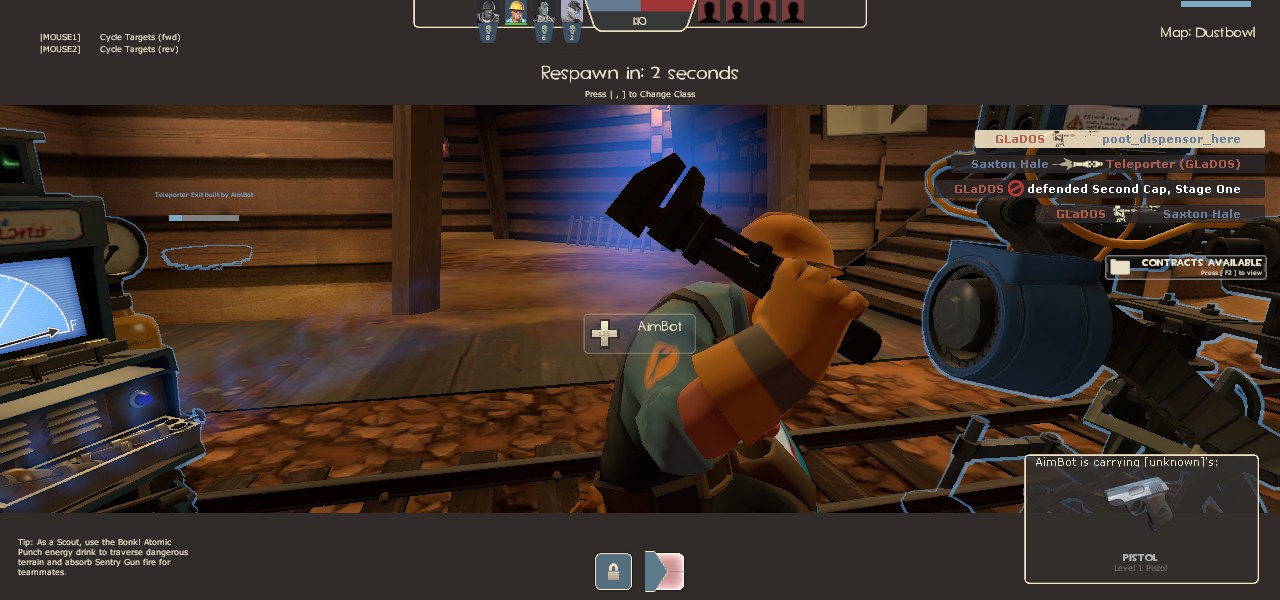 [MOUSE1] Cycle Targets (fwd)
[MOUSE2] Cycle Targets (rev)
8
6
2
Map: Dustbowl
Respawn in: 2 seconds
Press [ , ] to Change Class
GLaDOS poot_dispensor_here
Saxton Hale Teleporter (GLaDOS)
GLaDOS defended Second Cap, Stage One
GLaDOS Saxton Hale
Teleporter Exit built by AimBot
CONTRACTS AVAILABLE
Press [ F2 ] to view
AimBot
F
AimBot is carrying [unknown]'s:
PISTOL
Level 1 Pistol
Tip: As a Scout, use the Bonk! Atomic
Punch energy drink to traverse dangerous
terrain and absorb Sentry Gun fire for
teammates.